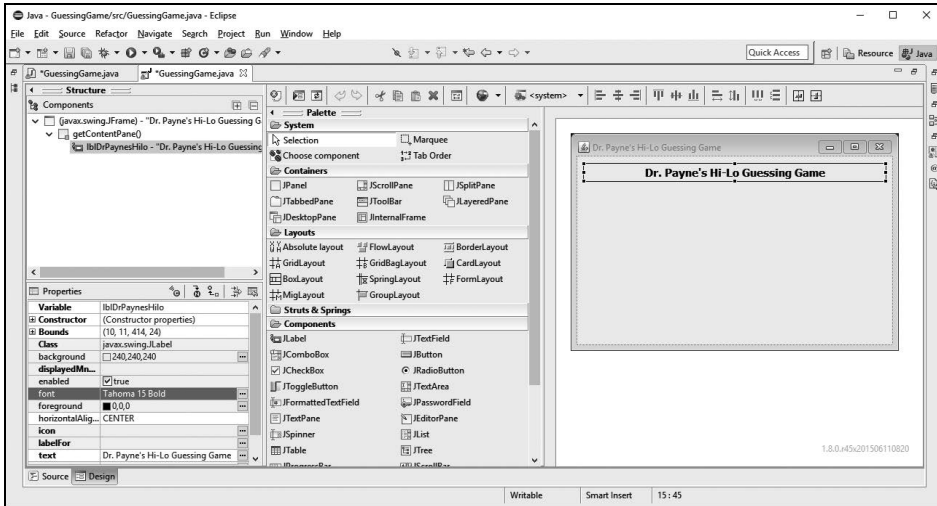 Java - GuessingGame/src/GuessingGame.java - Eclipse
File Edit Source Refactor Navigate Search Project Run Window Help
Quick Access Resource Java
*GuessingGame.java *GuessingGame.java
Structure
Components
(javax.swing.JFrame) - "Dr. Payne's Hi-Lo Guessing G
getContentPane()
lblDrPaynesHilo - "Dr. Payne's Hi-Lo Guessing
Properties
Variable lblDrPaynesHilo
Constructor (Constructor properties)
Bounds (10, 11, 414, 24)
Class javax.swing.JLabel
background 240,240,240
displayedMn...
enabled true
font Tahoma 15 Bold
foreground 0,0,0
horizontalAlig... CENTER
icon
labelFor
text Dr. Payne's Hi-Lo Guessing Game
<system>
Palette
System
Selection Marquee
Choose component Tab Order
Containers
JPanel JScrollPane JSplitPane
JTabbedPane JToolBar JLayeredPane
JDesktopPane JInternalFrame
Layouts
Absolute layout FlowLayout BorderLayout
GridLayout GridBagLayout CardLayout
BoxLayout SpringLayout FormLayout
MigLayout GroupLayout
Struts & Springs
Components
JLabel JTextField
JComboBox JButton
JCheckBox JRadioButton
JToggleButton JTextArea
JFormattedTextField JPasswordField
JTextPane JEditorPane
JSpinner JList
JTable JTree
JProgressBar JScrollBar
Dr. Payne's Hi-Lo Guessing Game
Dr. Payne's Hi-Lo Guessing Game
1.8.0.r45x201506110820
Source Design
Writable Smart Insert 15 : 45